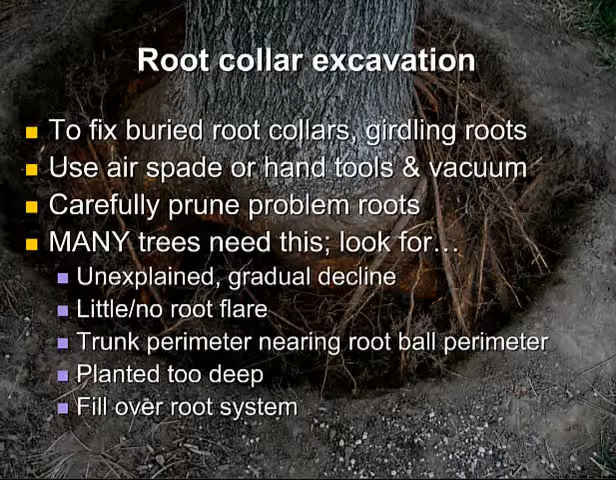 Root collar excavation
To fix buried root collars, girdling roots
Use air spade or hand tools & vacuum
Carefully prune problem roots
MANY trees need this; look for…
Unexplained, gradual decline
Little/no root flare
Trunk perimeter nearing root ball perimeter
Planted too deep
Fill over root system